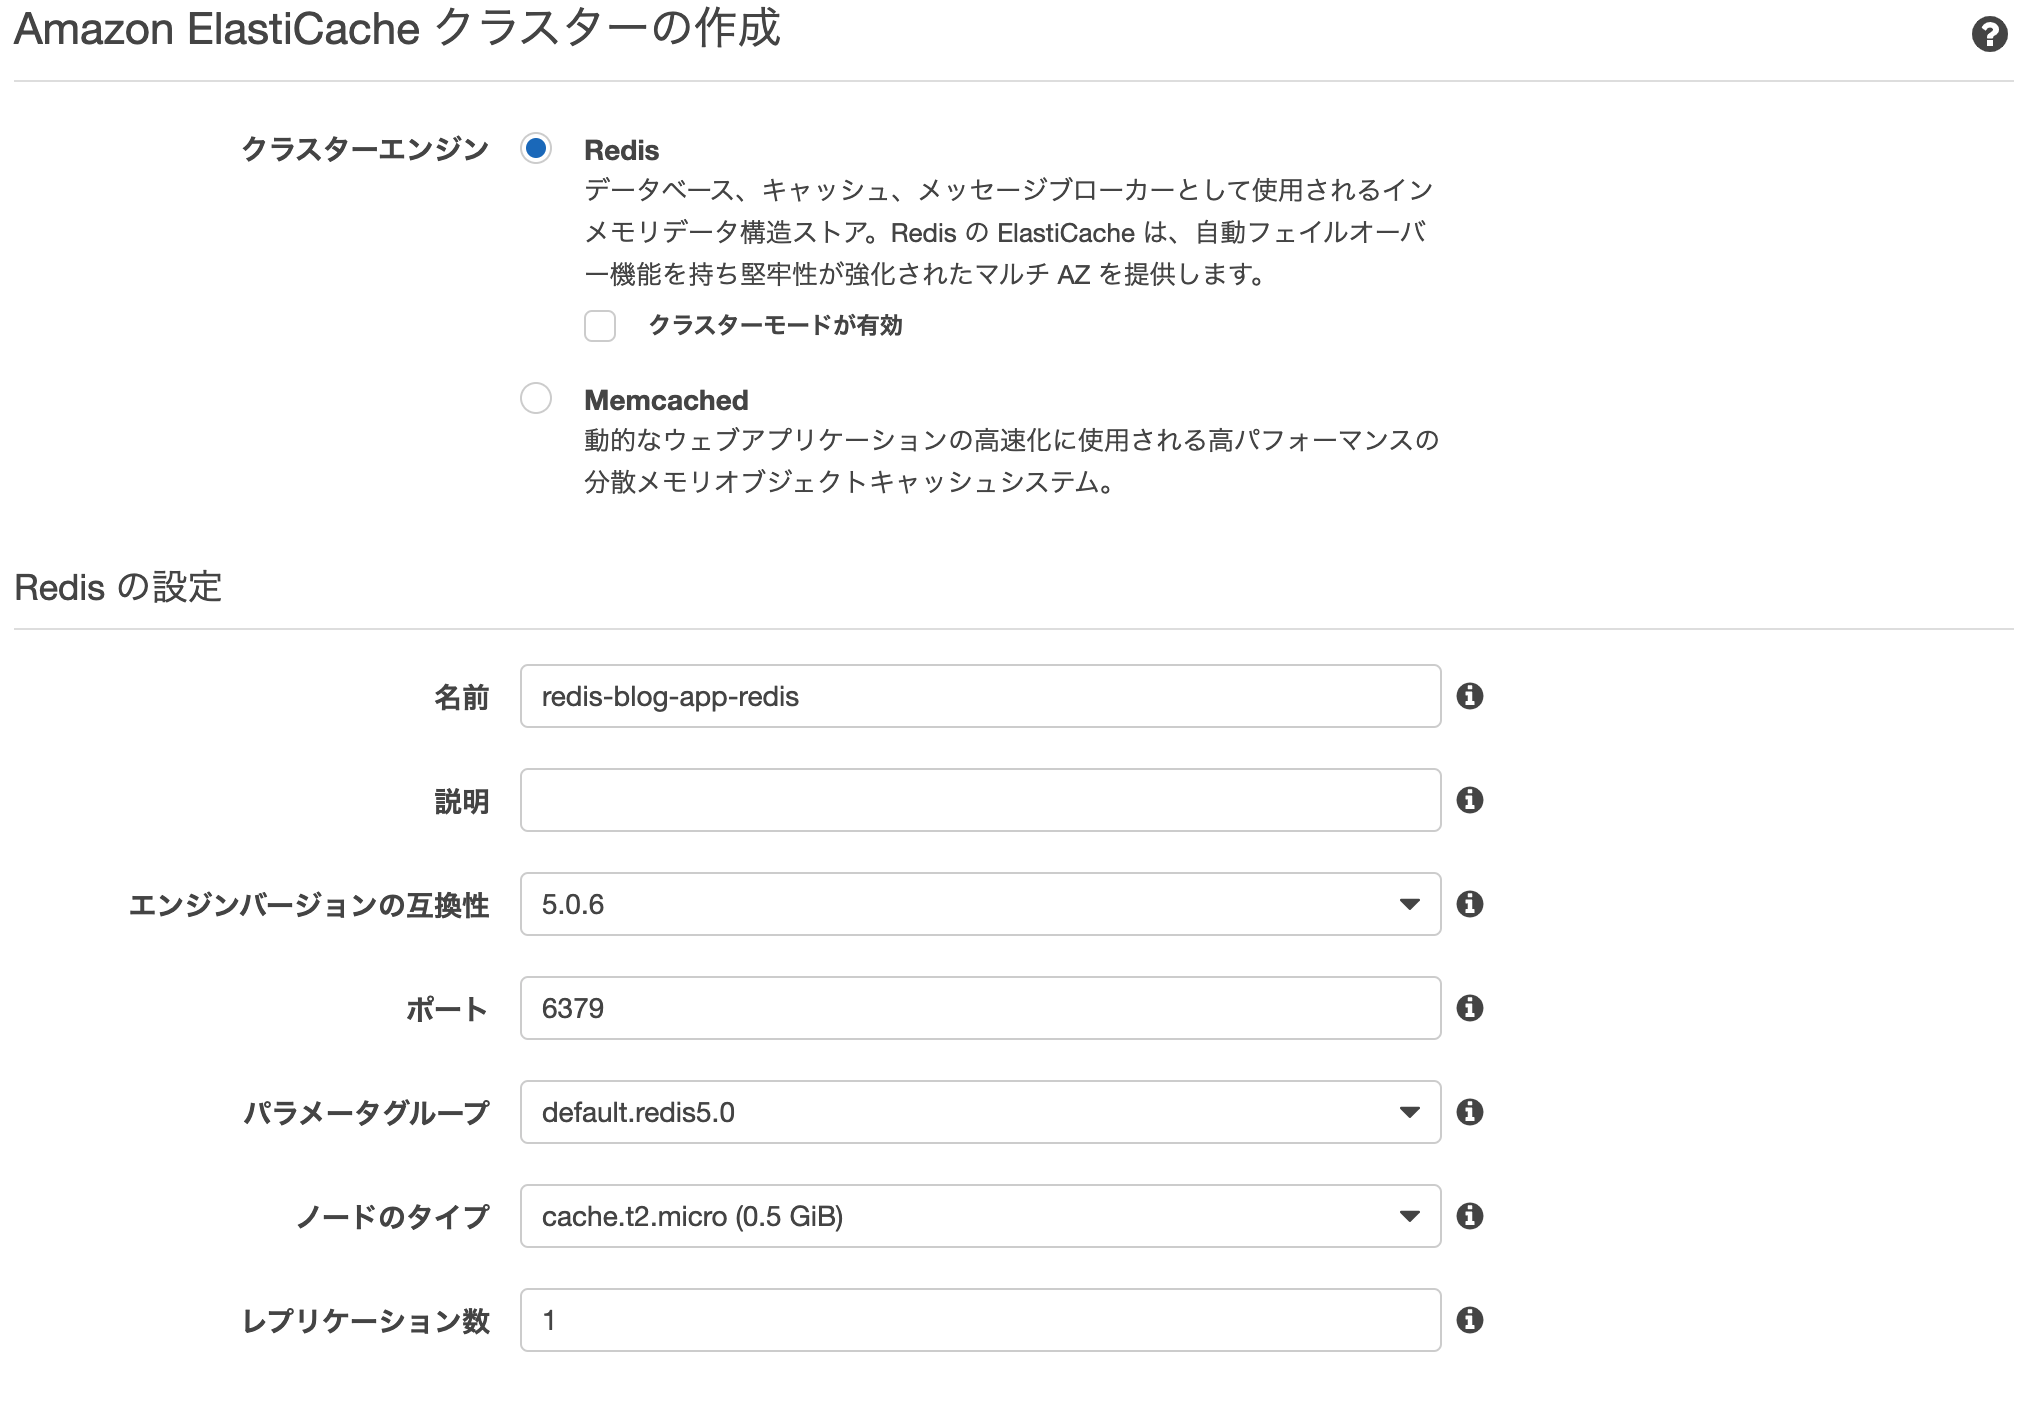 Amazon ElastiCache クラスターの作成
クラスターエンジン
Redis
データベース、キャッシュ、メッセージブローカーとして使用されるイン
メモリデータ構造ストア。Redis の ElastiCache は、自動フェイルオーバ
ー機能を持ち堅牢性が強化されたマルチ AZ を提供します。
クラスターモードが有効
Memcached
動的なウェブアプリケーションの高速化に使用される高パフォーマンスの
分散メモリオブジェクトキャッシュシステム。
Redis の設定
名前 redis-blog-app-redis
説明
エンジンバージョンの互換性 5.0.6
ポート 6379
パラメータグループ default.redis5.0
ノードのタイプ cache.t2.micro (0.5 GiB)
レプリケーション数 1